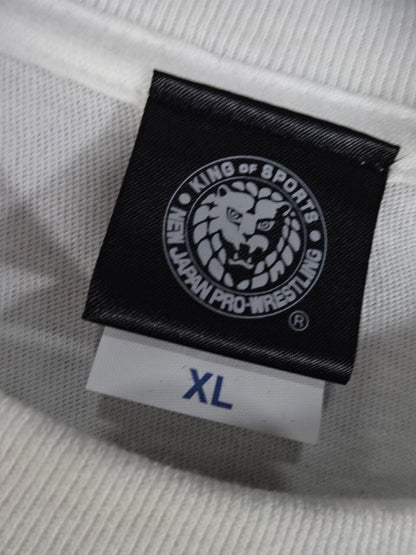 KING OF SPORTS
NEW JAPAN PRO-WRESTLING
®
XL